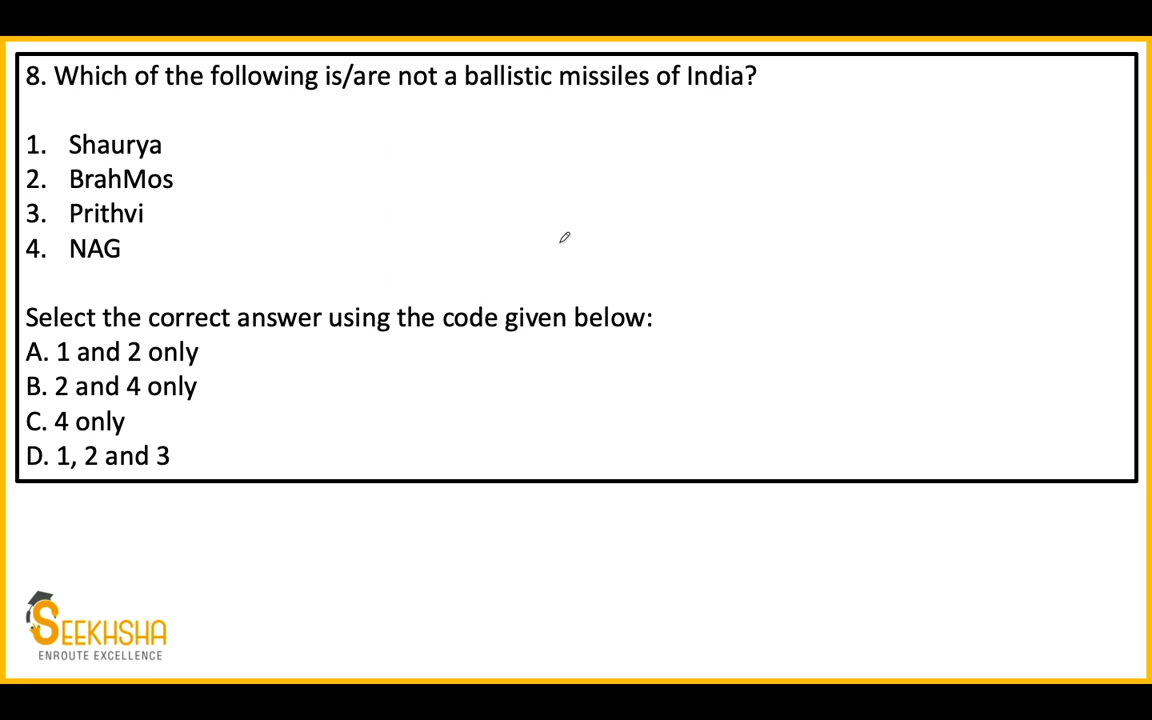 8. Which of the following is/are not a ballistic missiles of India?
1. Shaurya
2. BrahMos
3. Prithvi
4. NAG
Select the correct answer using the code given below:
A. 1 and 2 only
B. 2 and 4 only
C. 4 only
D. 1, 2 and 3
SEEKHSHA
ENROUTE EXCELLENCE